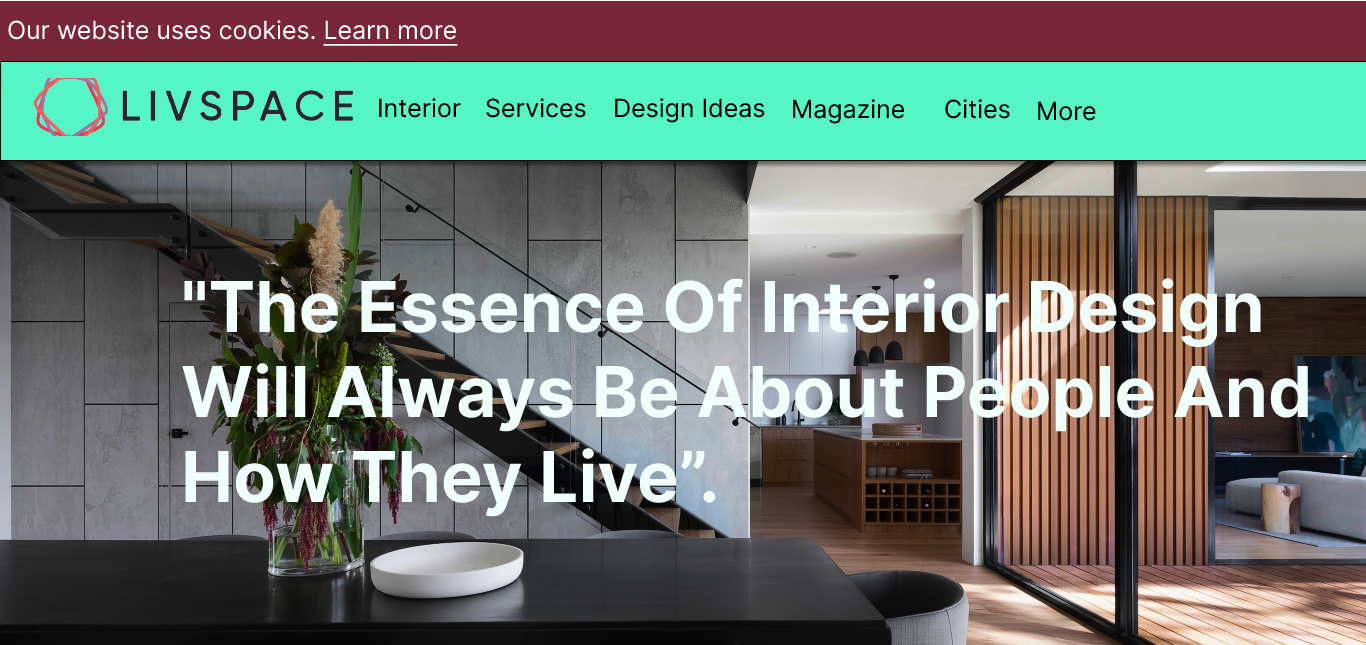 Our website uses cookies. Learn more
LIVSPACE Interior Services Design Ideas Magazine Cities More
"The Essence Of Interior Design
Will Always Be About People And
How They Live”.